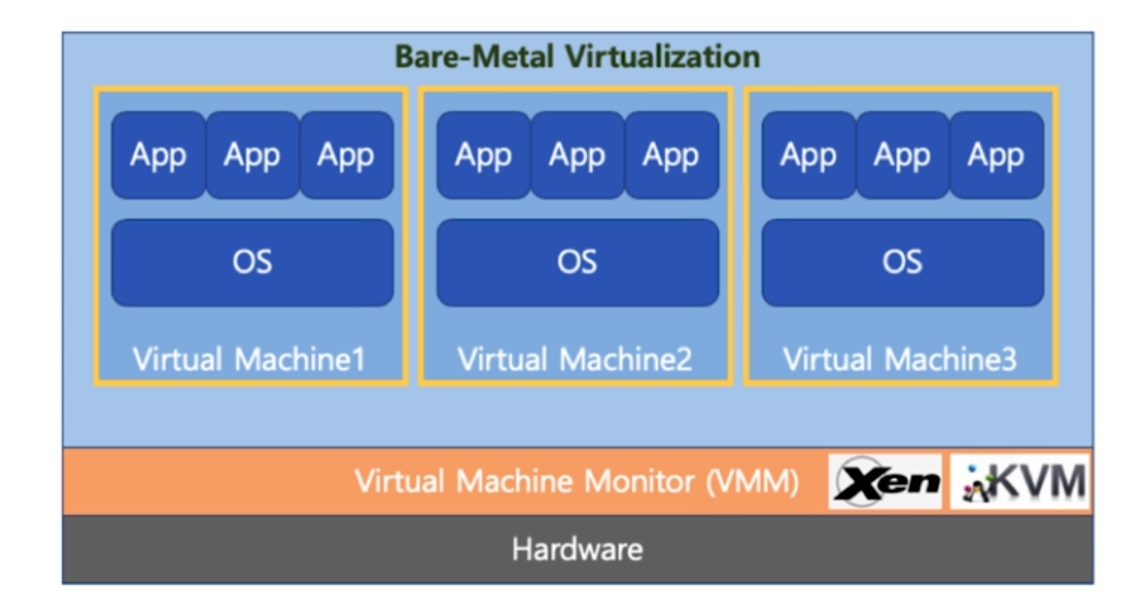 Bare-Metal Virtualization
App App App App App App App App App
OS OS OS
Virtual Machine1 Virtual Machine2 Virtual Machine3
Virtual Machine Monitor (VMM) Xen KVM
Hardware